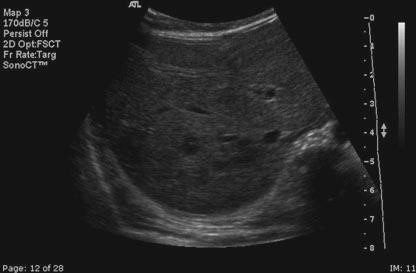 ATL
Map 3
170dB/C 5
Persist Off
2D Opt:FSCT
Fr Rate:Targ
SonoCT™
-0
-1
-2
-3
-4
-5
-6
-7
-8
Page: 12 of 28
IM: 11